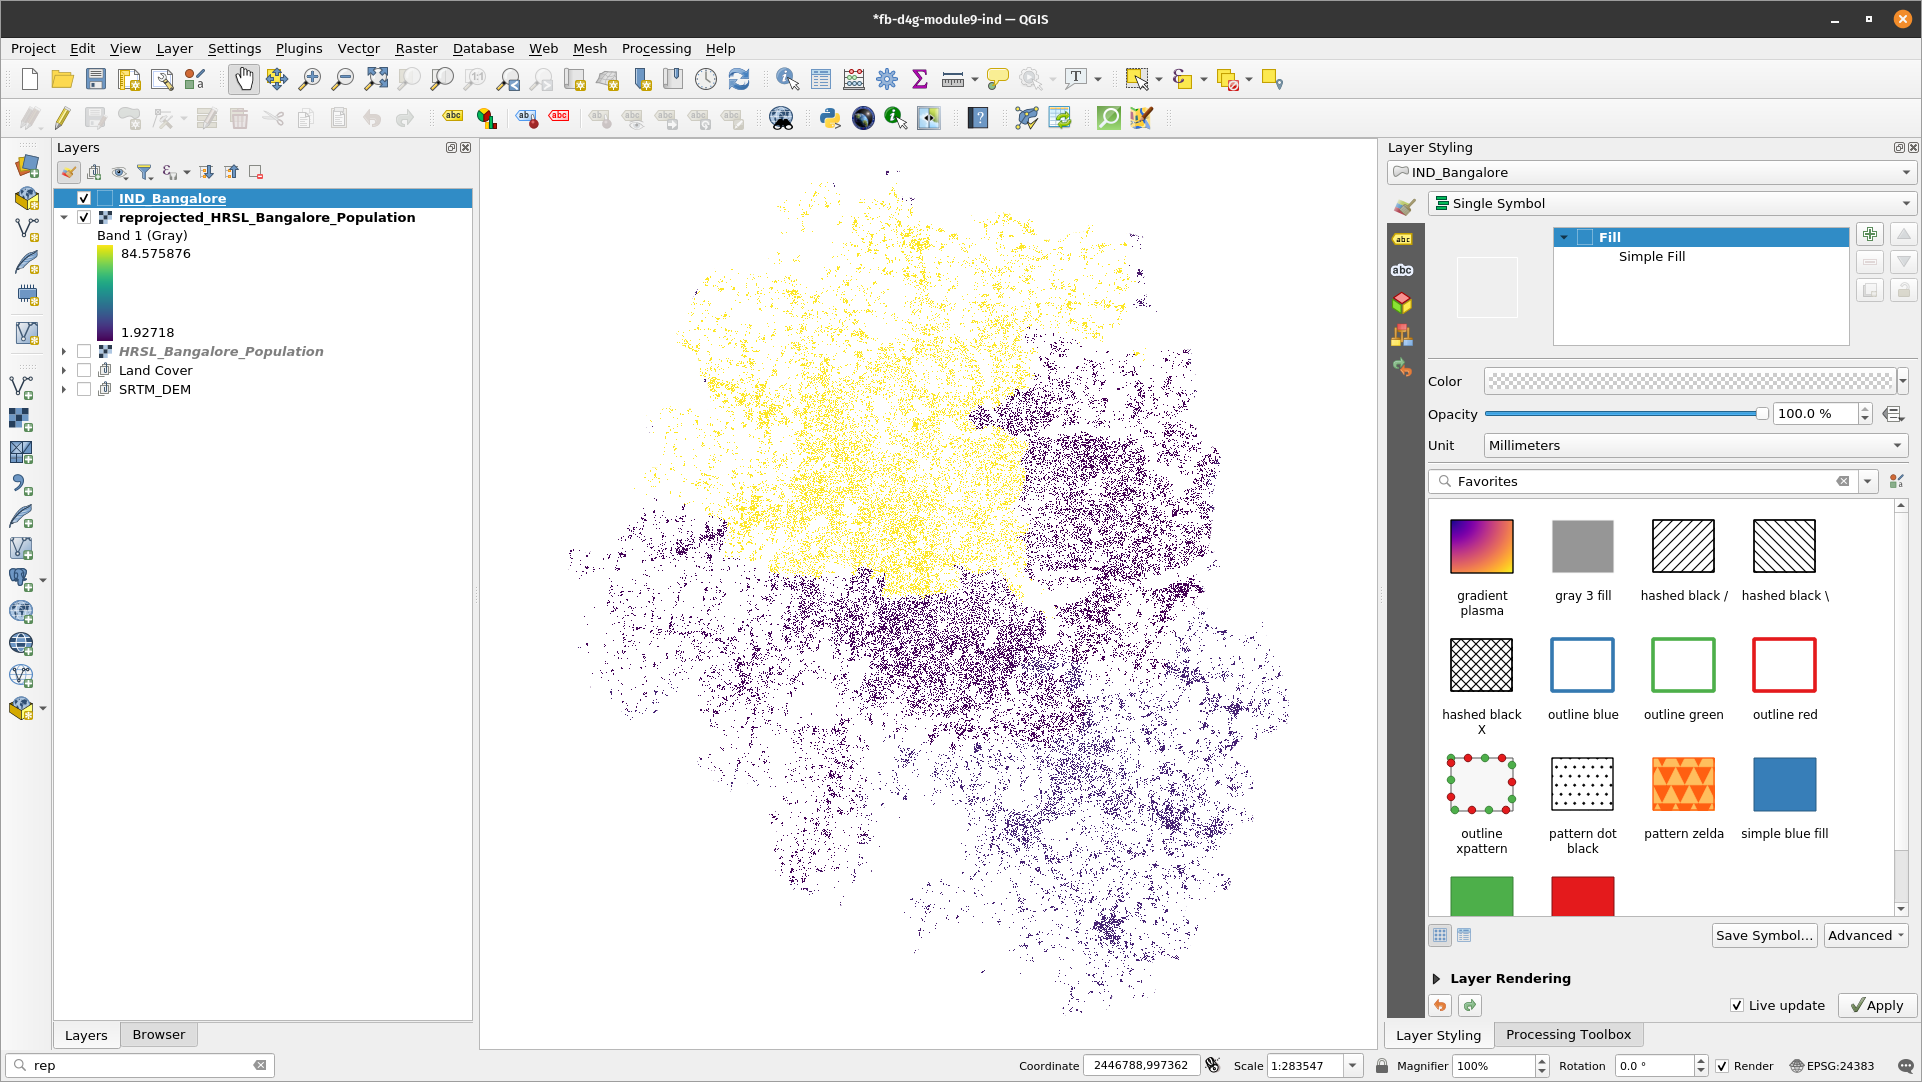 *fb-d4g-module9-ind — QGIS
Project Edit View Layer Settings Plugins Vector Raster Database Web Mesh Processing Help
Layers
IND_Bangalore
reprojected_HRSL_Bangalore_Population
Band 1 (Gray)
84.575876
1.92718
HRSL_Bangalore_Population
Land Cover
SRTM_DEM
Layers Browser
rep
Layer Styling
IND_Bangalore
Single Symbol
Fill
Simple Fill
Color
Opacity 100.0 %
Unit Millimeters
Favorites
gradient plasma
gray 3 fill
hashed black /
hashed black \
hashed black X
outline blue
outline green
outline red
outline xpattern
pattern dot black
pattern zelda
simple blue fill
Save Symbol... Advanced
Layer Rendering
Live update Apply
Layer Styling Processing Toolbox
Coordinate 2446788,997362 Scale 1:283547 Magnifier 100% Rotation 0.0 ° Render EPSG:24383